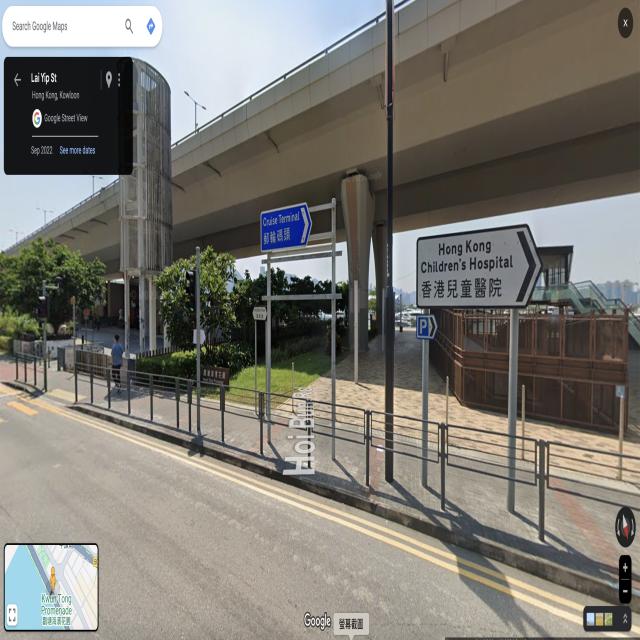 Search Google Maps
Lai Yip St
Hong Kong, Kowloon
Google Street View
Sep 2022 See more dates
Cruise Terminal
郵輪碼頭
Hong Kong
Children's Hospital
香港兒童醫院
P
Hoi B
Kwun Tong
Promenade
觀塘海濱花園
Google
螢幕截圖
X